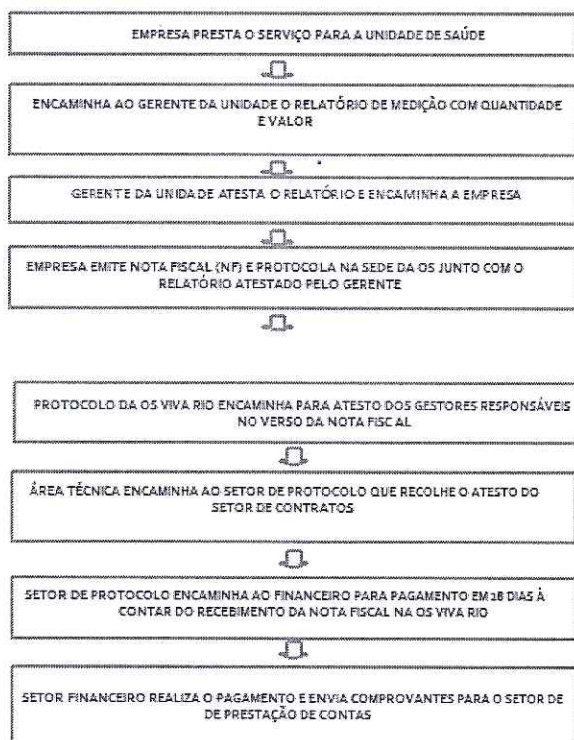 EMPRESA PRESTA O SERVIÇO PARA A UNIDADE DE SAÚDE
ENCAMINHA AO GERENTE DA UNIDADE O RELATÓRIO DE MEDIÇÃO COM QUANTIDADE
E VALOR
GERENTE DA UNIDADE ATESTA O RELATÓRIO E ENCAMINHA A EMPRESA
EMPRESA EMITE NOTA FISCAL (NF) E PROTOCOLA NA SEDE DA OS JUNTO COM O
RELATÓRIO ATESTADO PELO GERENTE
PROTOCOLO DA OS VIVA RIO ENCAMINHA PARA ATESTO DOS GESTORES RESPONSÁVEIS
NO VERSO DA NOTA FISCAL
ÁREA TÉCNICA ENCAMINHA AO SETOR DE PROTOCOLO QUE RECOLHE O ATESTO DO
SETOR DE CONTRATOS
SETOR DE PROTOCOLO ENCAMINHA AO FINANCEIRO PARA PAGAMENTO EM DIAS À
CONTAR DO RECEBIMENTO DA NOTA FISCAL NA OS VIVA RIO
SETOR FINANCEIRO REALIZA O PAGAMENTO E ENVIA COMPROVANTES PARA O SETOR DE
DE PRESTAÇÃO DE CONTAS